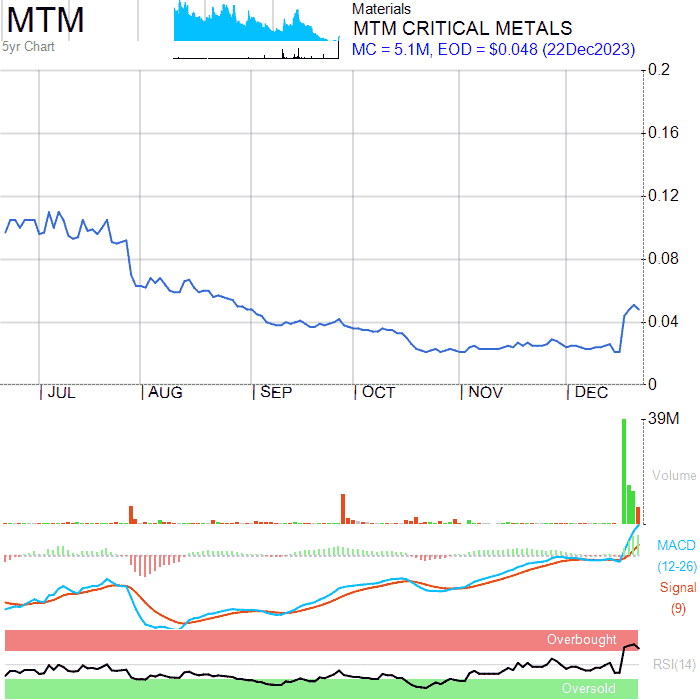 MTM
5yr Chart
Materials
MTM CRITICAL METALS
MC = 5.1M, EOD = $0.048 (22Dec2023)
0.2
0.16
0.12
0.08
0.04
0
JUL
AUG
SEP
OCT
NOV
DEC
39M
Volume
MACD
(12-26)
Signal
(9)
Overbought
RSI(14)
Oversold